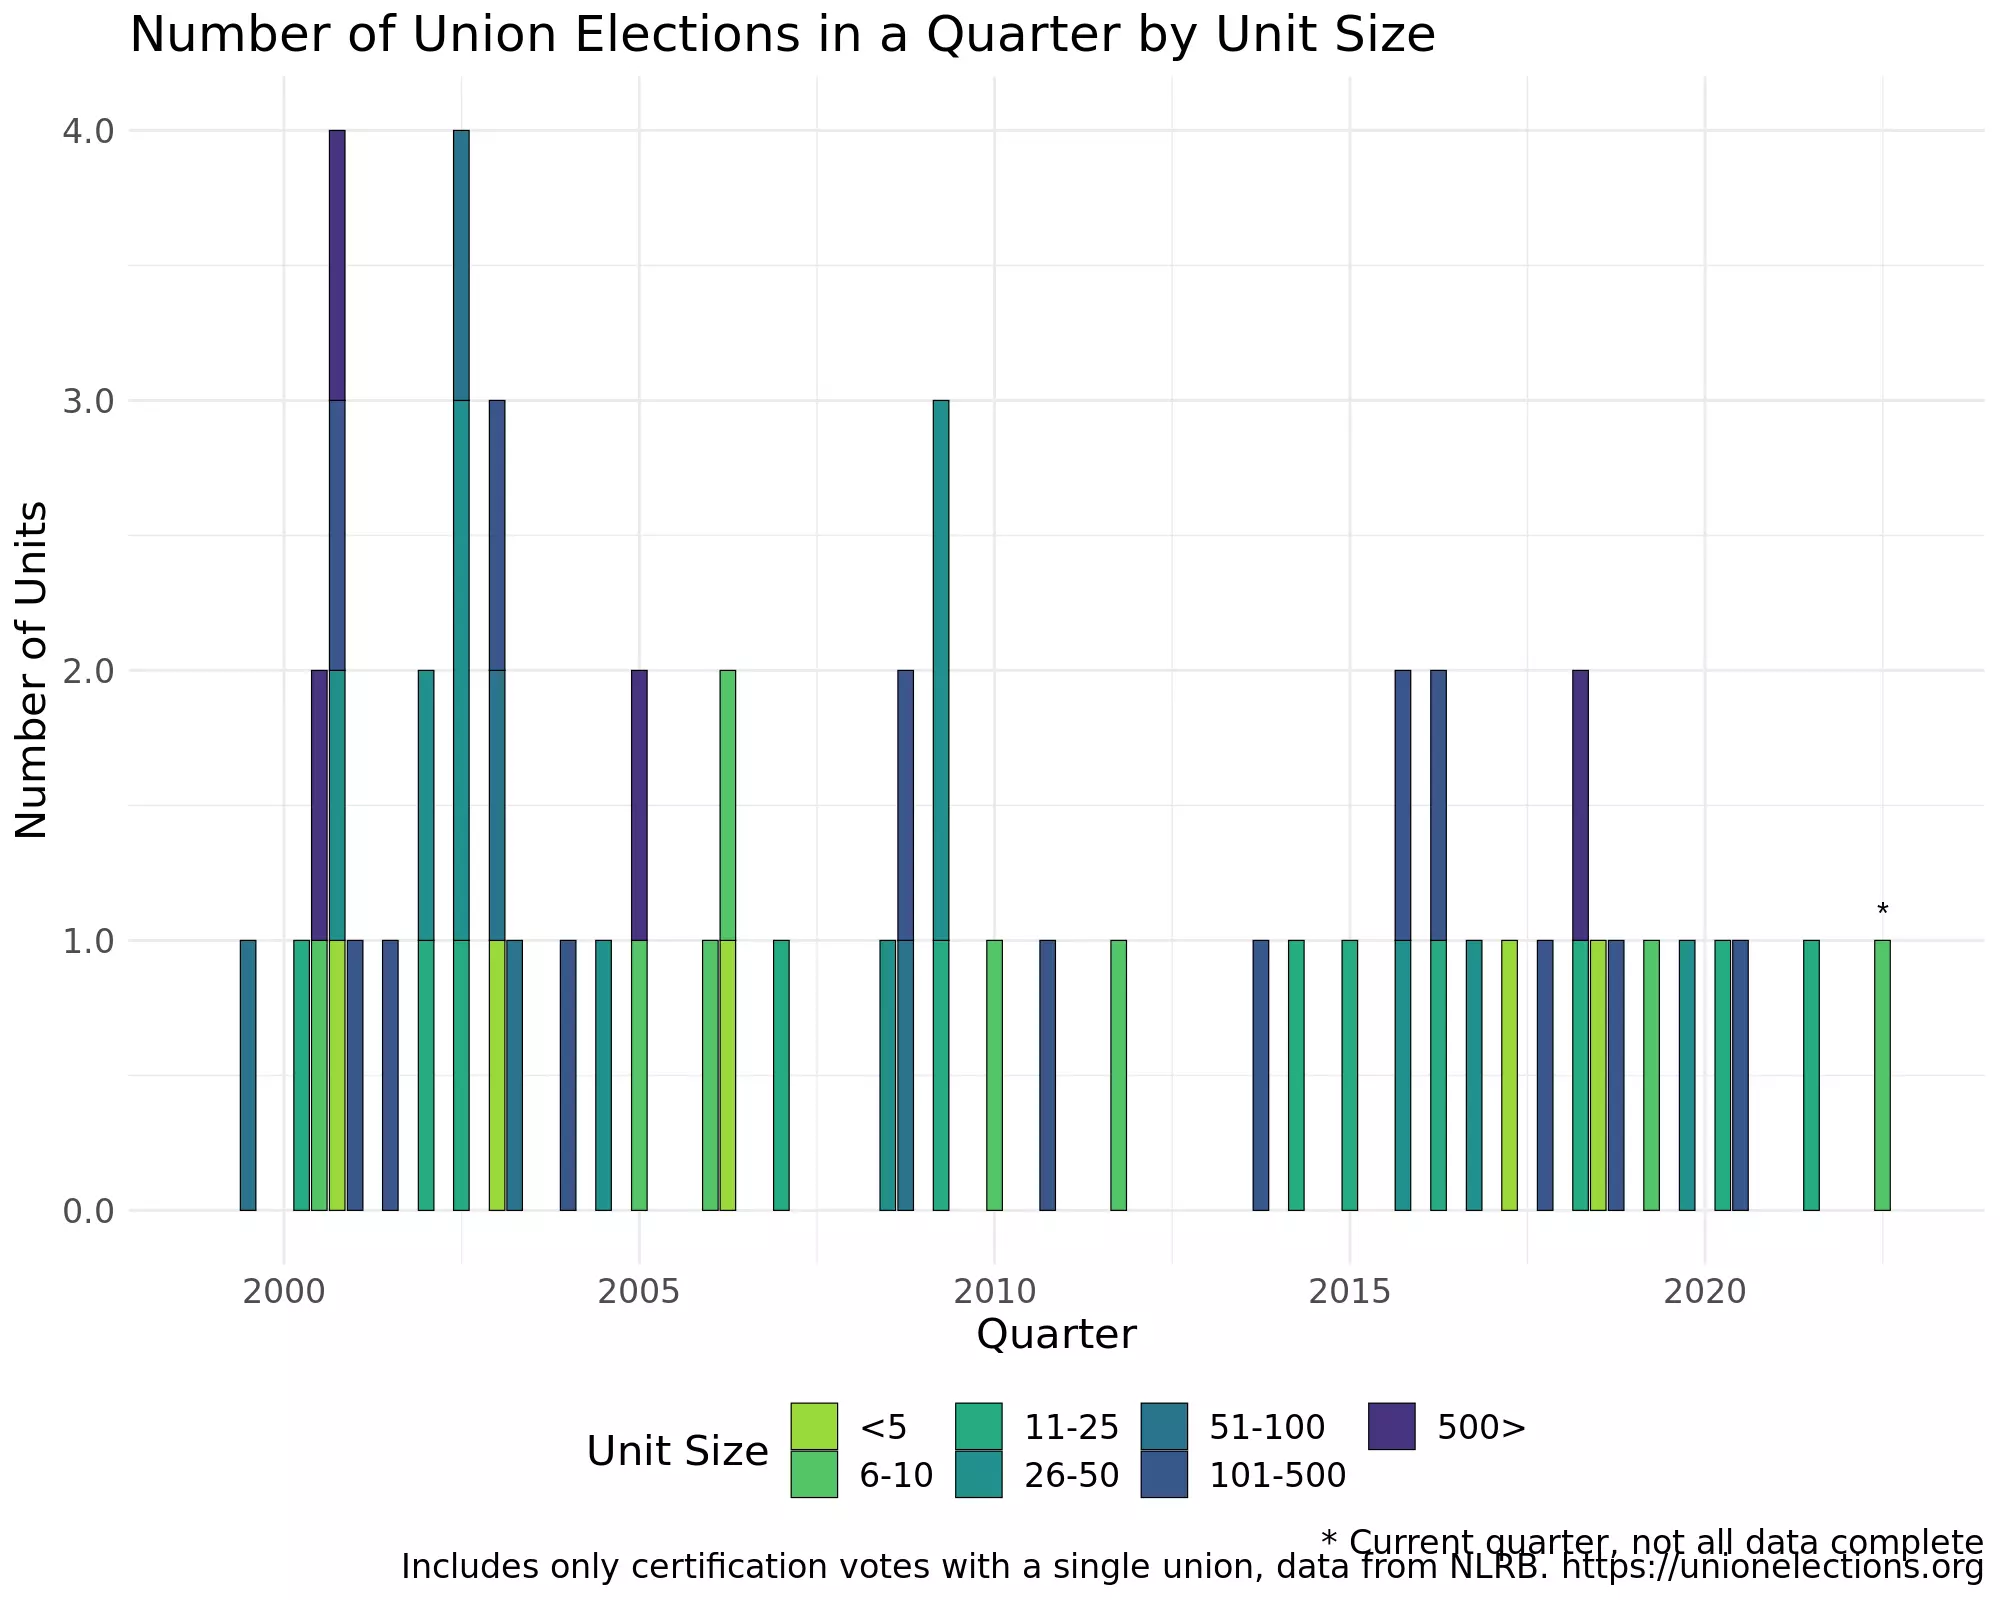 Number of Union Elections in a Quarter by Unit Size
Number of Units
4.0
3.0
2.0
1.0
0.0
*
2000 2005 2010 2015 2020
Quarter
Unit Size
<5 11-25 51-100 500>
6-10 26-50 101-500
* Current quarter, not all data complete
Includes only certification votes with a single union, data from NLRB. https://unionelections.org